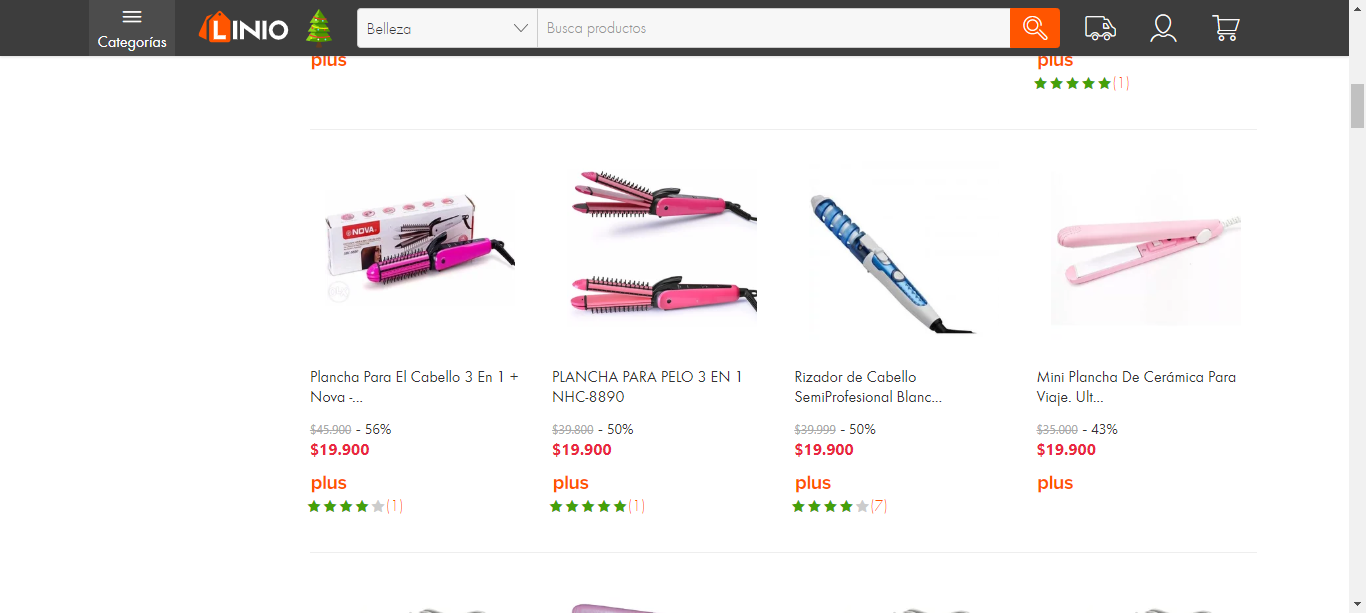 Categorías
LINIO
Belleza
Busca productos
plus
plus
(1)
NOVA
Plancha Para El Cabello 3 En 1 +
Nova -...
$45.900 - 56%
$19.900
plus
(1)
PLANCHA PARA PELO 3 EN 1
NHC-8890
$39.800 - 50%
$19.900
plus
(1)
Rizador de Cabello
SemiProfesional Blanc...
$39.999 - 50%
$19.900
plus
(7)
Mini Plancha De Cerámica Para
Viaje. Ult...
$35.000 - 43%
$19.900
plus